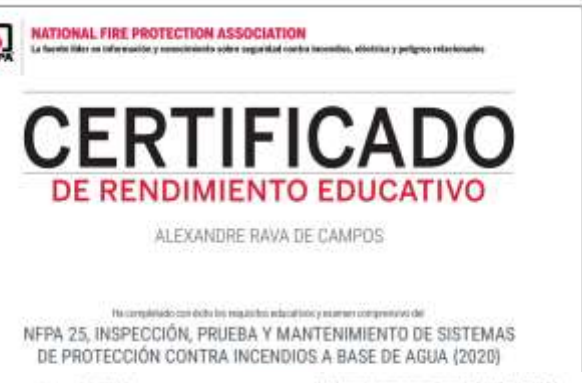 NATIONAL FIRE PROTECTION ASSOCIATION
La fuente líder en información y conocimiento sobre seguridad contra incendios, eléctrica y peligros relacionados
CERTIFICADO
DE RENDIMIENTO EDUCATIVO
ALEXANDRE RAVA DE CAMPOS
Ha completado con éxito los requisitos educativos y examen comprensivo del
NFPA 25, INSPECCIÓN, PRUEBA Y MANTENIMIENTO DE SISTEMAS
DE PROTECCIÓN CONTRA INCENDIOS A BASE DE AGUA (2020)